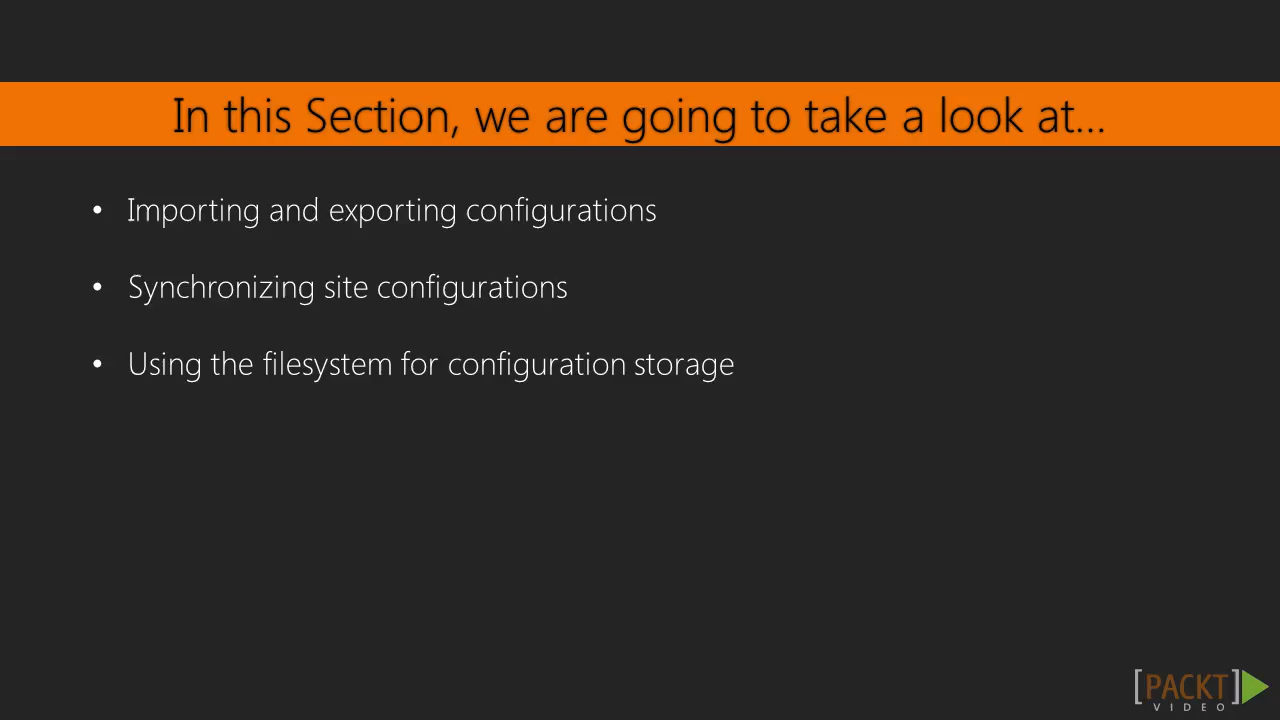 In this Section, we are going to take a look at...
• Importing and exporting configurations
• Synchronizing site configurations
• Using the filesystem for configuration storage
[PACKT]
VIDEO